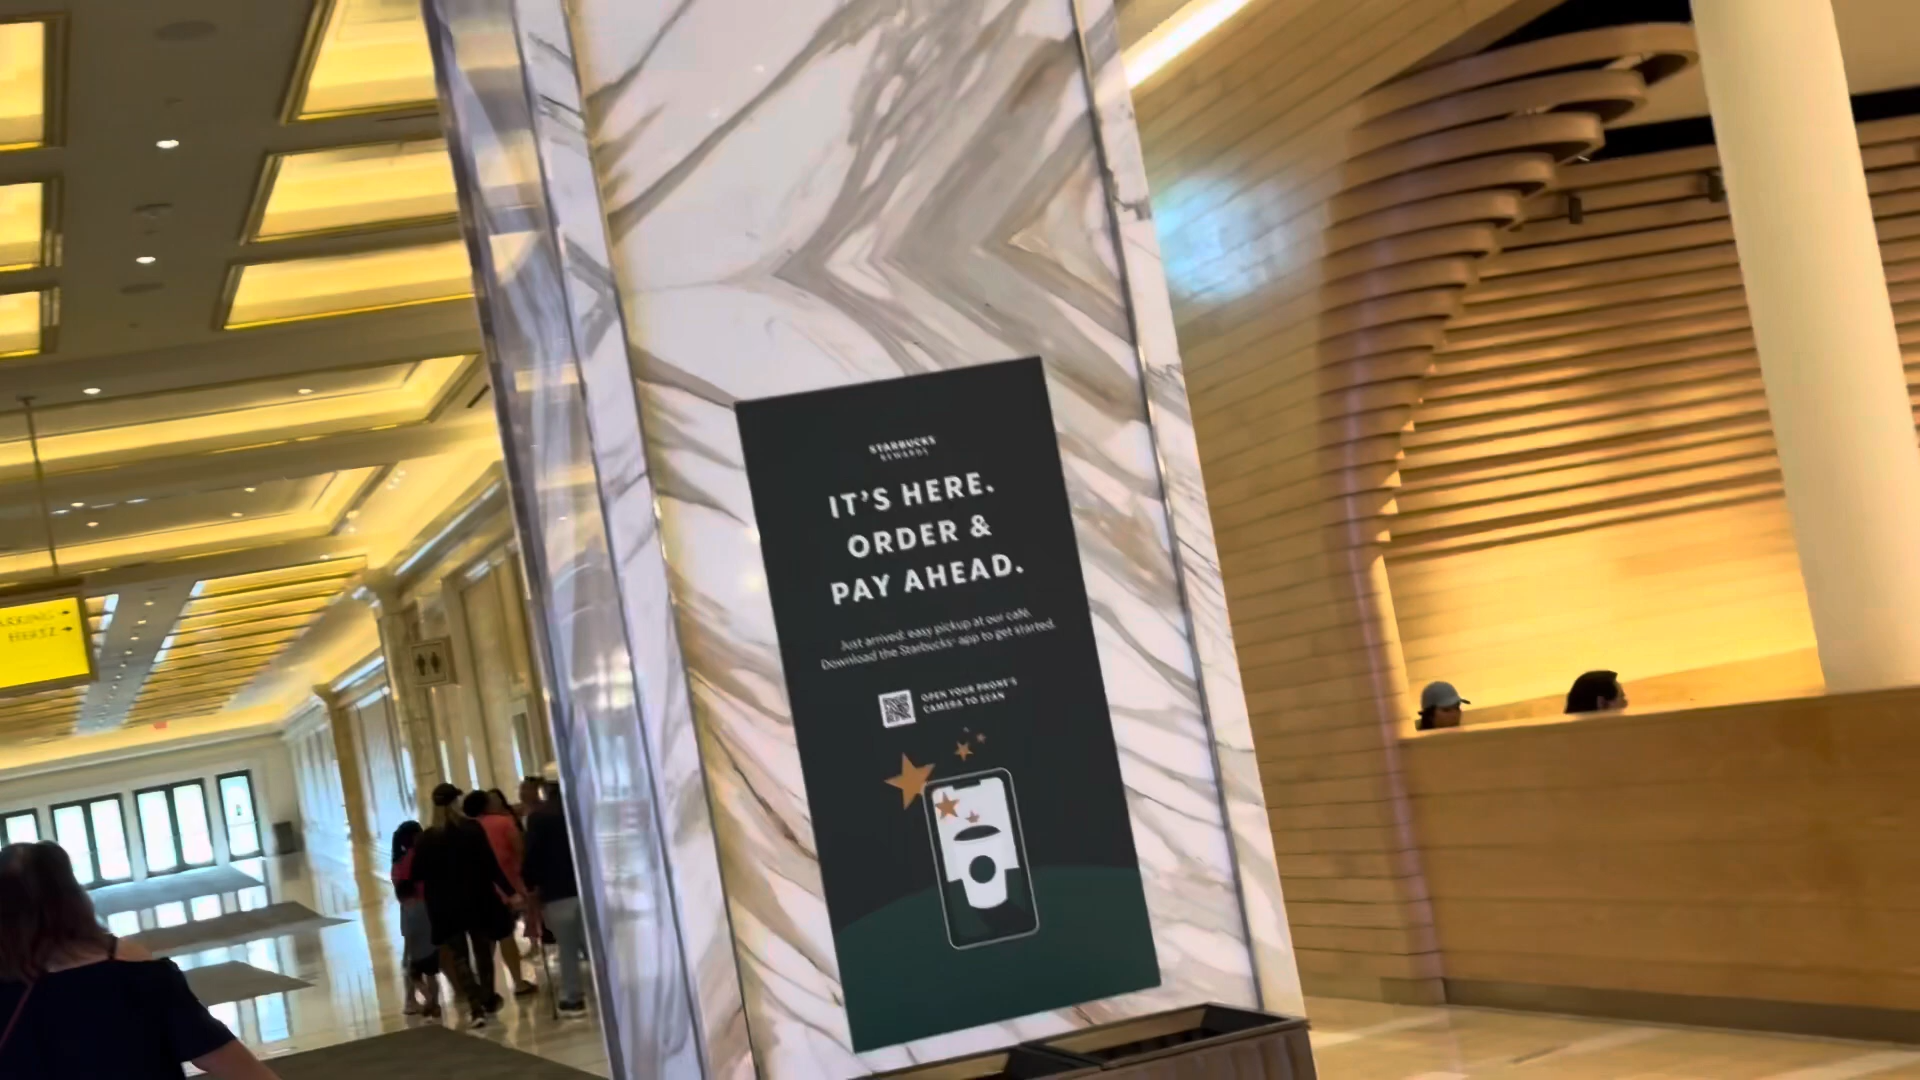 STARBUCKS
REWARDS
IT'S HERE.
ORDER &
PAY AHEAD.
Just arrived: easy pickup at our café.
Download the Starbucks® app to get started.
OPEN YOUR PHONE'S
CAMERA TO SCAN
ARKING →
HERTZ →